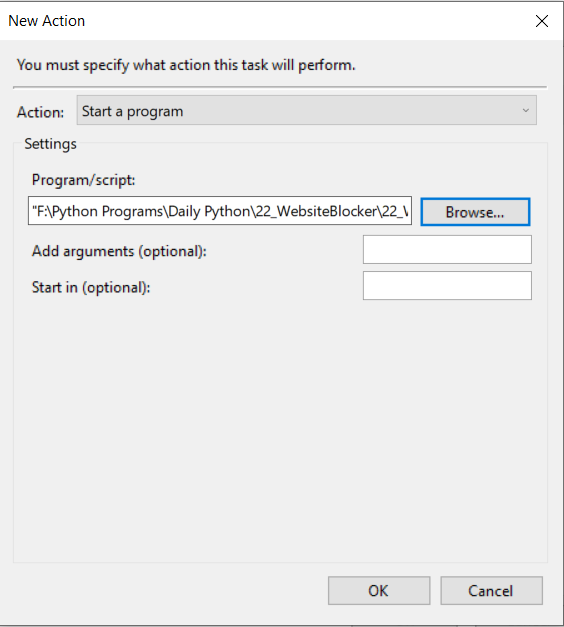 New Action
You must specify what action this task will perform.
Action: Start a program
Settings
Program/script:
"F:\Python Programs\Daily Python\22_WebsiteBlocker\22_ Browse...
Add arguments (optional):
Start in (optional):
OK Cancel